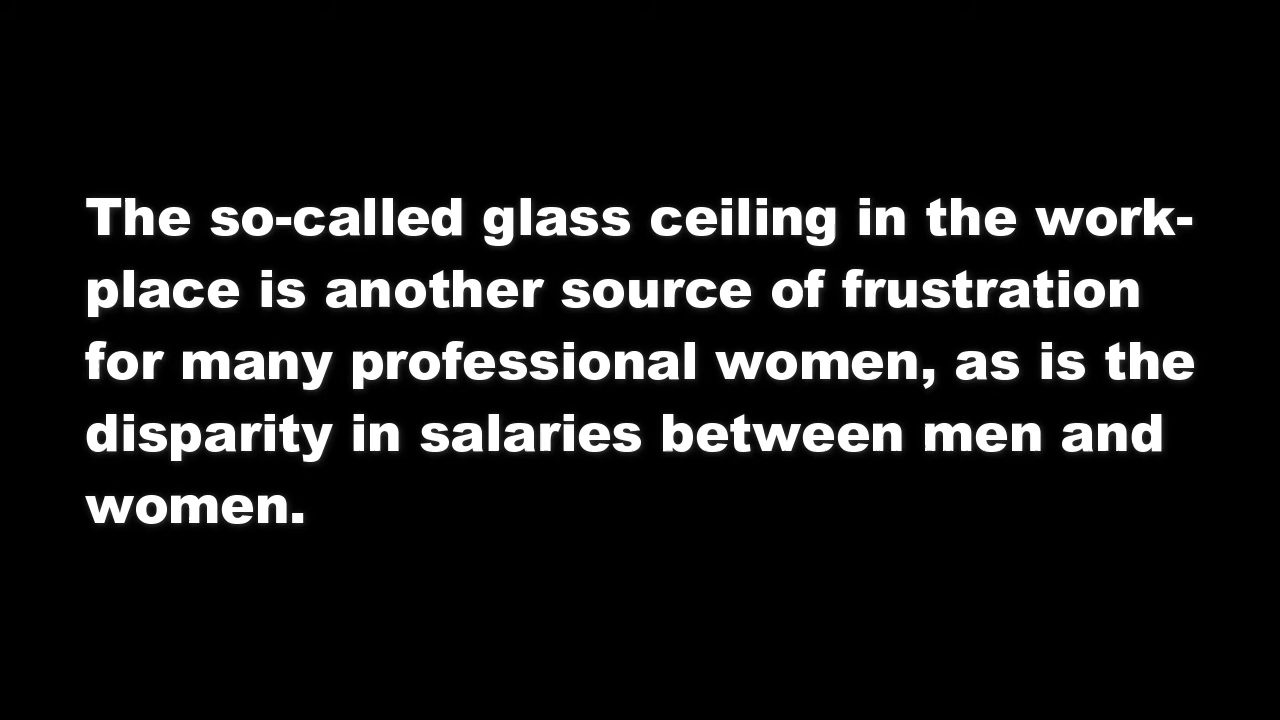 The so-called glass ceiling in the work-
place is another source of frustration
for many professional women, as is the
disparity in salaries between men and
women.